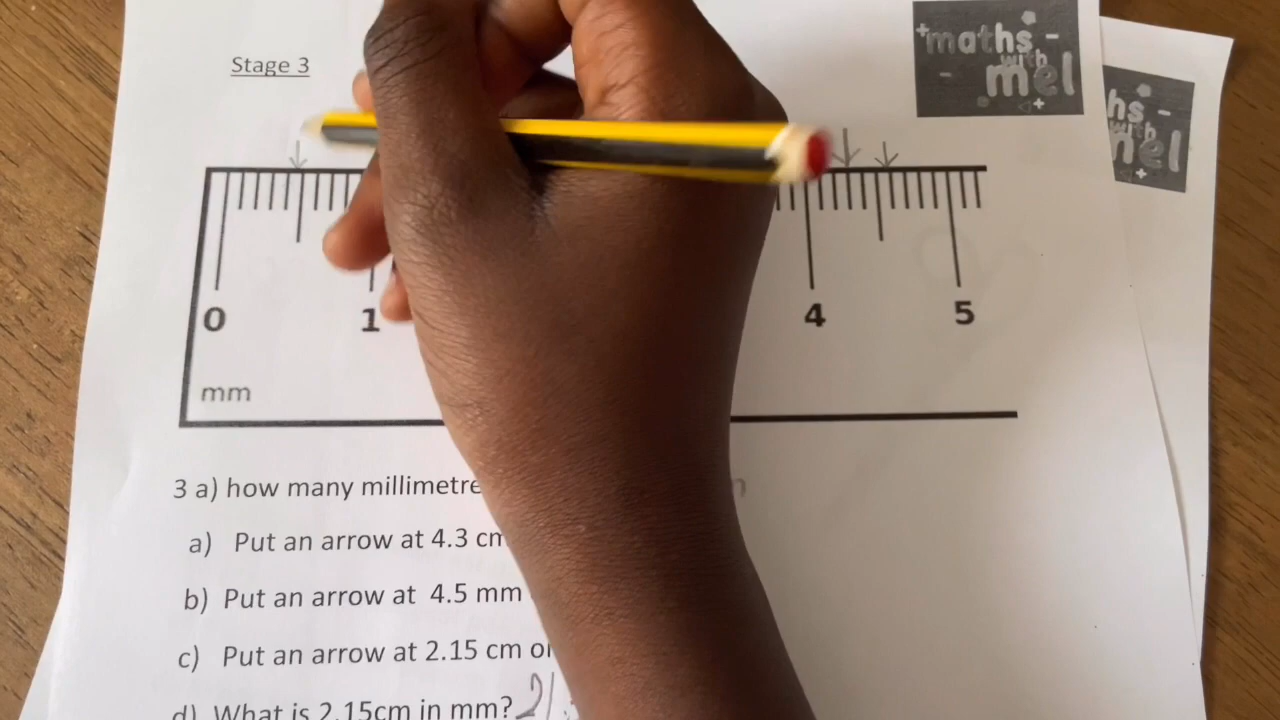 Stage 3
maths
with
mel
hs
with
mel
0 1 4 5
mm
3 a) how many millimetre
a) Put an arrow at 4.3 cm
b) Put an arrow at 4.5 mm
c) Put an arrow at 2.15 cm or
d) What is 2.15cm in mm? 21